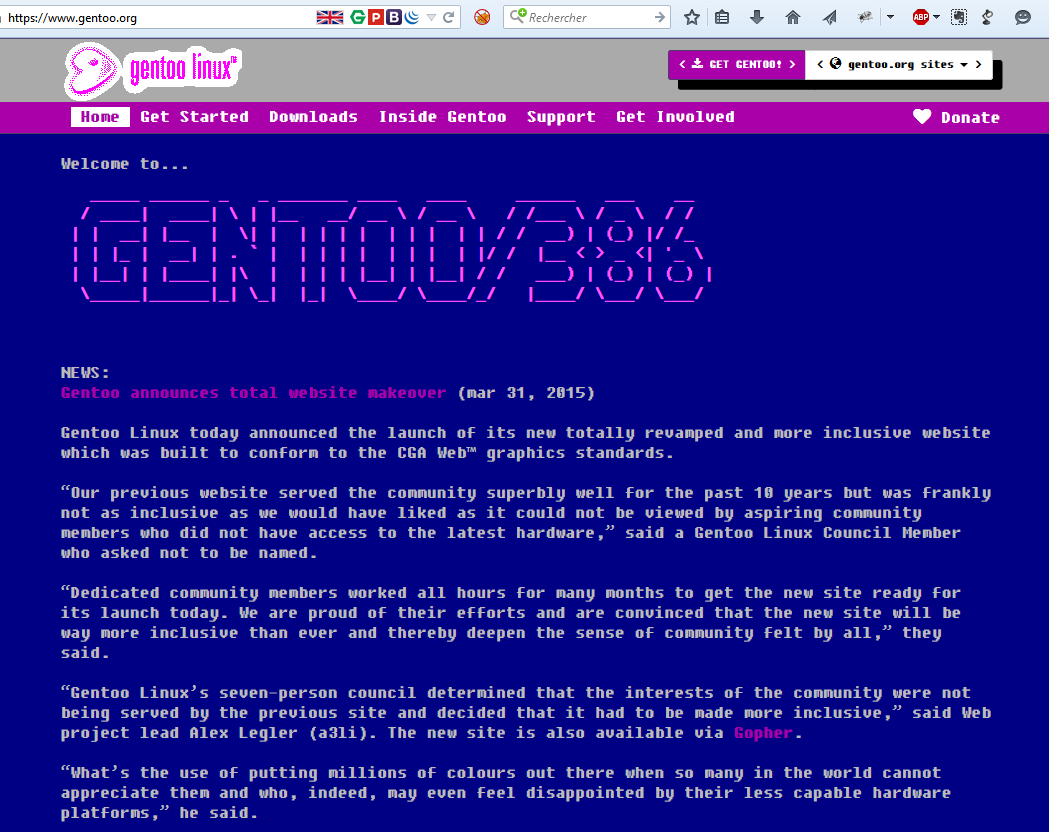 https://www.gentoo.org
Rechercher
ABP
gentoo linux™
< GET GENTOO! >
< gentoo.org sites >
Home Get Started Downloads Inside Gentoo Support Get Involved Donate
Welcome to...
GENTOO/386
NEWS:
Gentoo announces total website makeover (mar 31, 2015)
Gentoo Linux today announced the launch of its new totally revamped and more inclusive website
which was built to conform to the CGA Web™ graphics standards.
“Our previous website served the community superbly well for the past 10 years but was frankly
not as inclusive as we would have liked as it could not be viewed by aspiring community
members who did not have access to the latest hardware,” said a Gentoo Linux Council Member
who asked not to be named.
“Dedicated community members worked all hours for many months to get the new site ready for
its launch today. We are proud of their efforts and are convinced that the new site will be
way more inclusive than ever and thereby deepen the sense of community felt by all,” they
said.
“Gentoo Linux’s seven-person council determined that the interests of the community were not
being served by the previous site and decided that it had to be made more inclusive,” said Web
project lead Alex Legler (a3li). The new site is also available via Gopher.
“What’s the use of putting millions of colours out there when so many in the world cannot
appreciate them and who, indeed, may even feel disappointed by their less capable hardware
platforms,” he said.